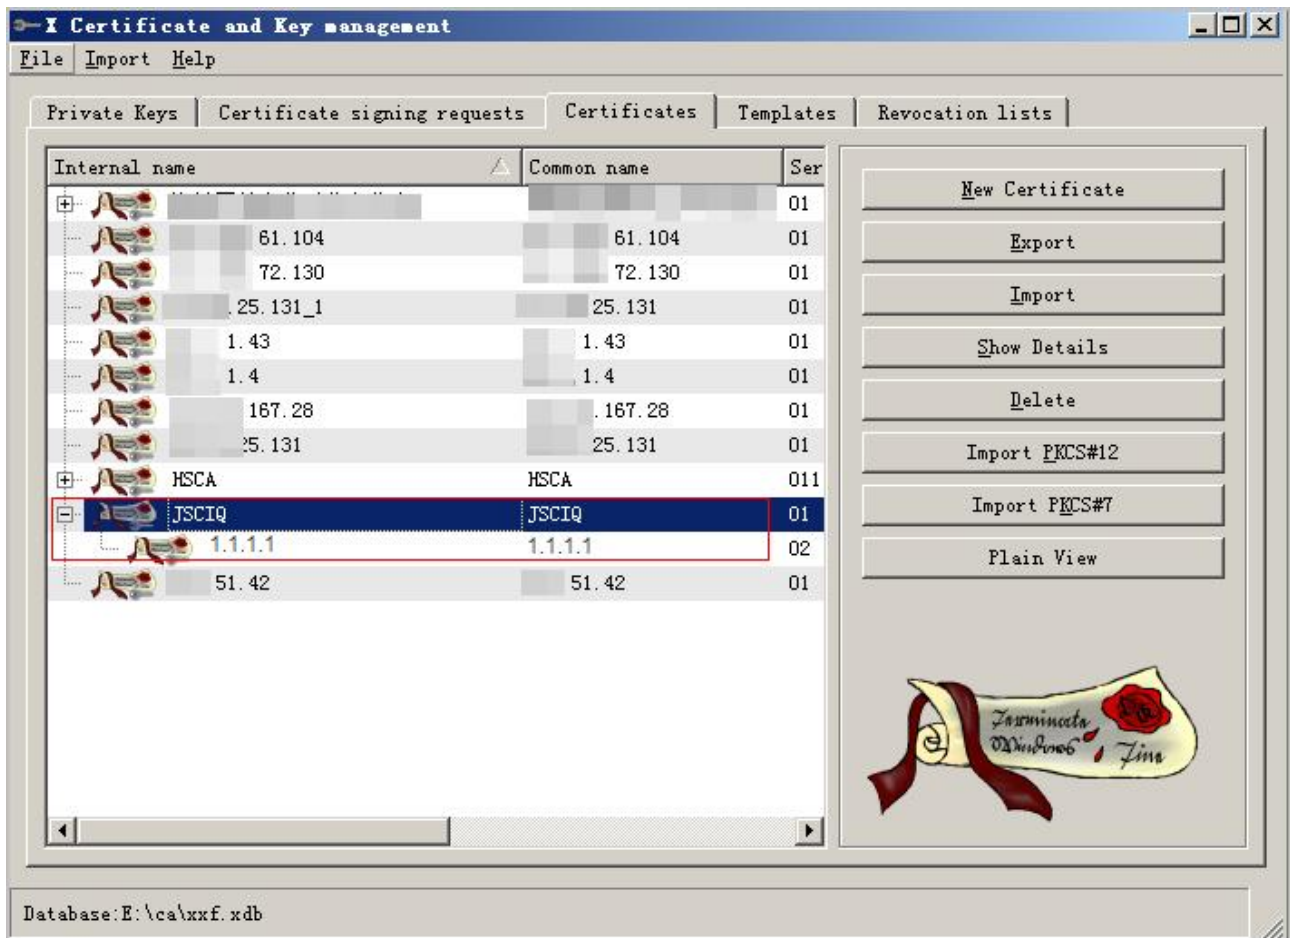 X Certificate and Key management
File Import Help
Private Keys Certificate signing requests Certificates Templates Revocation lists
Internal name Common name Ser
01
61.104 61.104 01
72.130 72.130 01
.25.131_1 25.131 01
1.43 1.43 01
1.4 .1.4 01
167.28 .167.28 01
25.131 25.131 01
HSCA HSCA 011
JSCIQ JSCIQ 01
1.1.1.1 1.1.1.1 02
51.42 51.42 01
New Certificate
Export
Import
Show Details
Delete
Import PKCS#12
Import PKCS#7
Plain View
Terminate
Windows
Time
Database:E:\ca\xxf.xdb